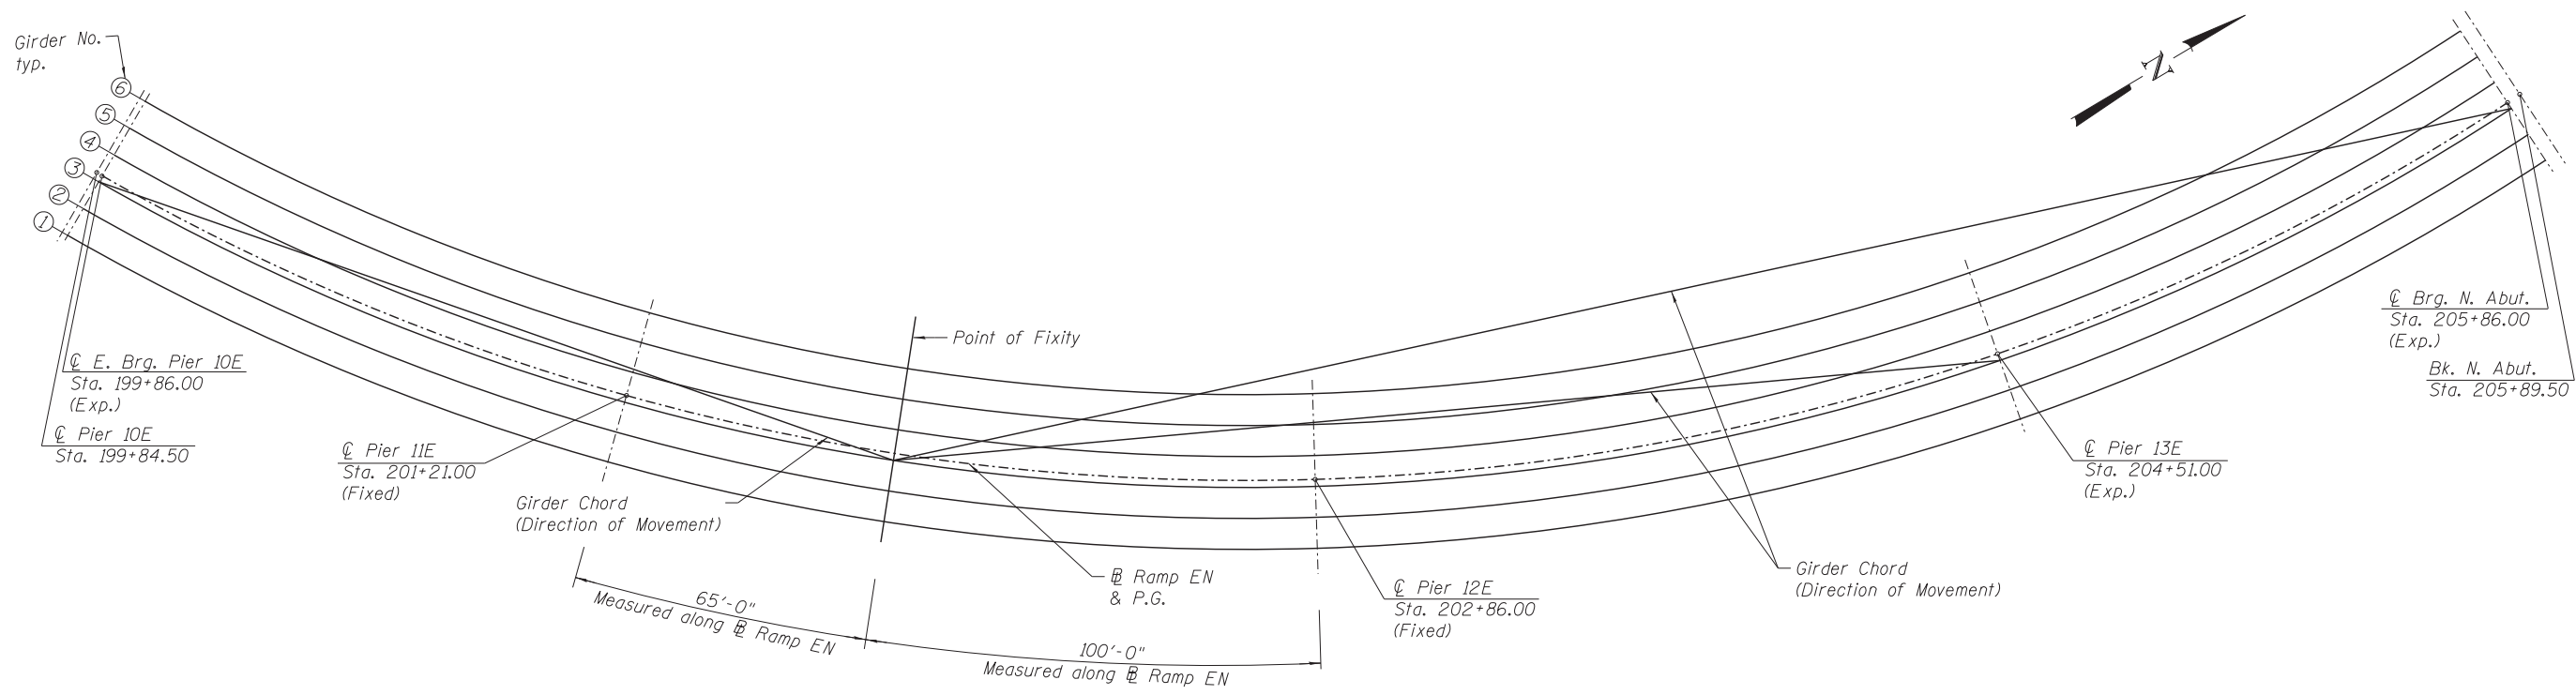 Girder No.
typ.
6
5
4
3
2
1
N
Point of Fixity
℄ E. Brg. Pier 10E
Sta. 199+86.00
(Exp.)
℄ Pier 10E
Sta. 199+84.50
℄ Pier 11E
Sta. 201+21.00
(Fixed)
Girder Chord
(Direction of Movement)
65'-0"
Measured along ⅊ Ramp EN
100'-0"
Measured along ⅊ Ramp EN
⅊ Ramp EN
& P.G.
℄ Pier 12E
Sta. 202+86.00
(Fixed)
Girder Chord
(Direction of Movement)
℄ Pier 13E
Sta. 204+51.00
(Exp.)
℄ Brg. N. Abut.
Sta. 205+86.00
(Exp.)
Bk. N. Abut.
Sta. 205+89.50